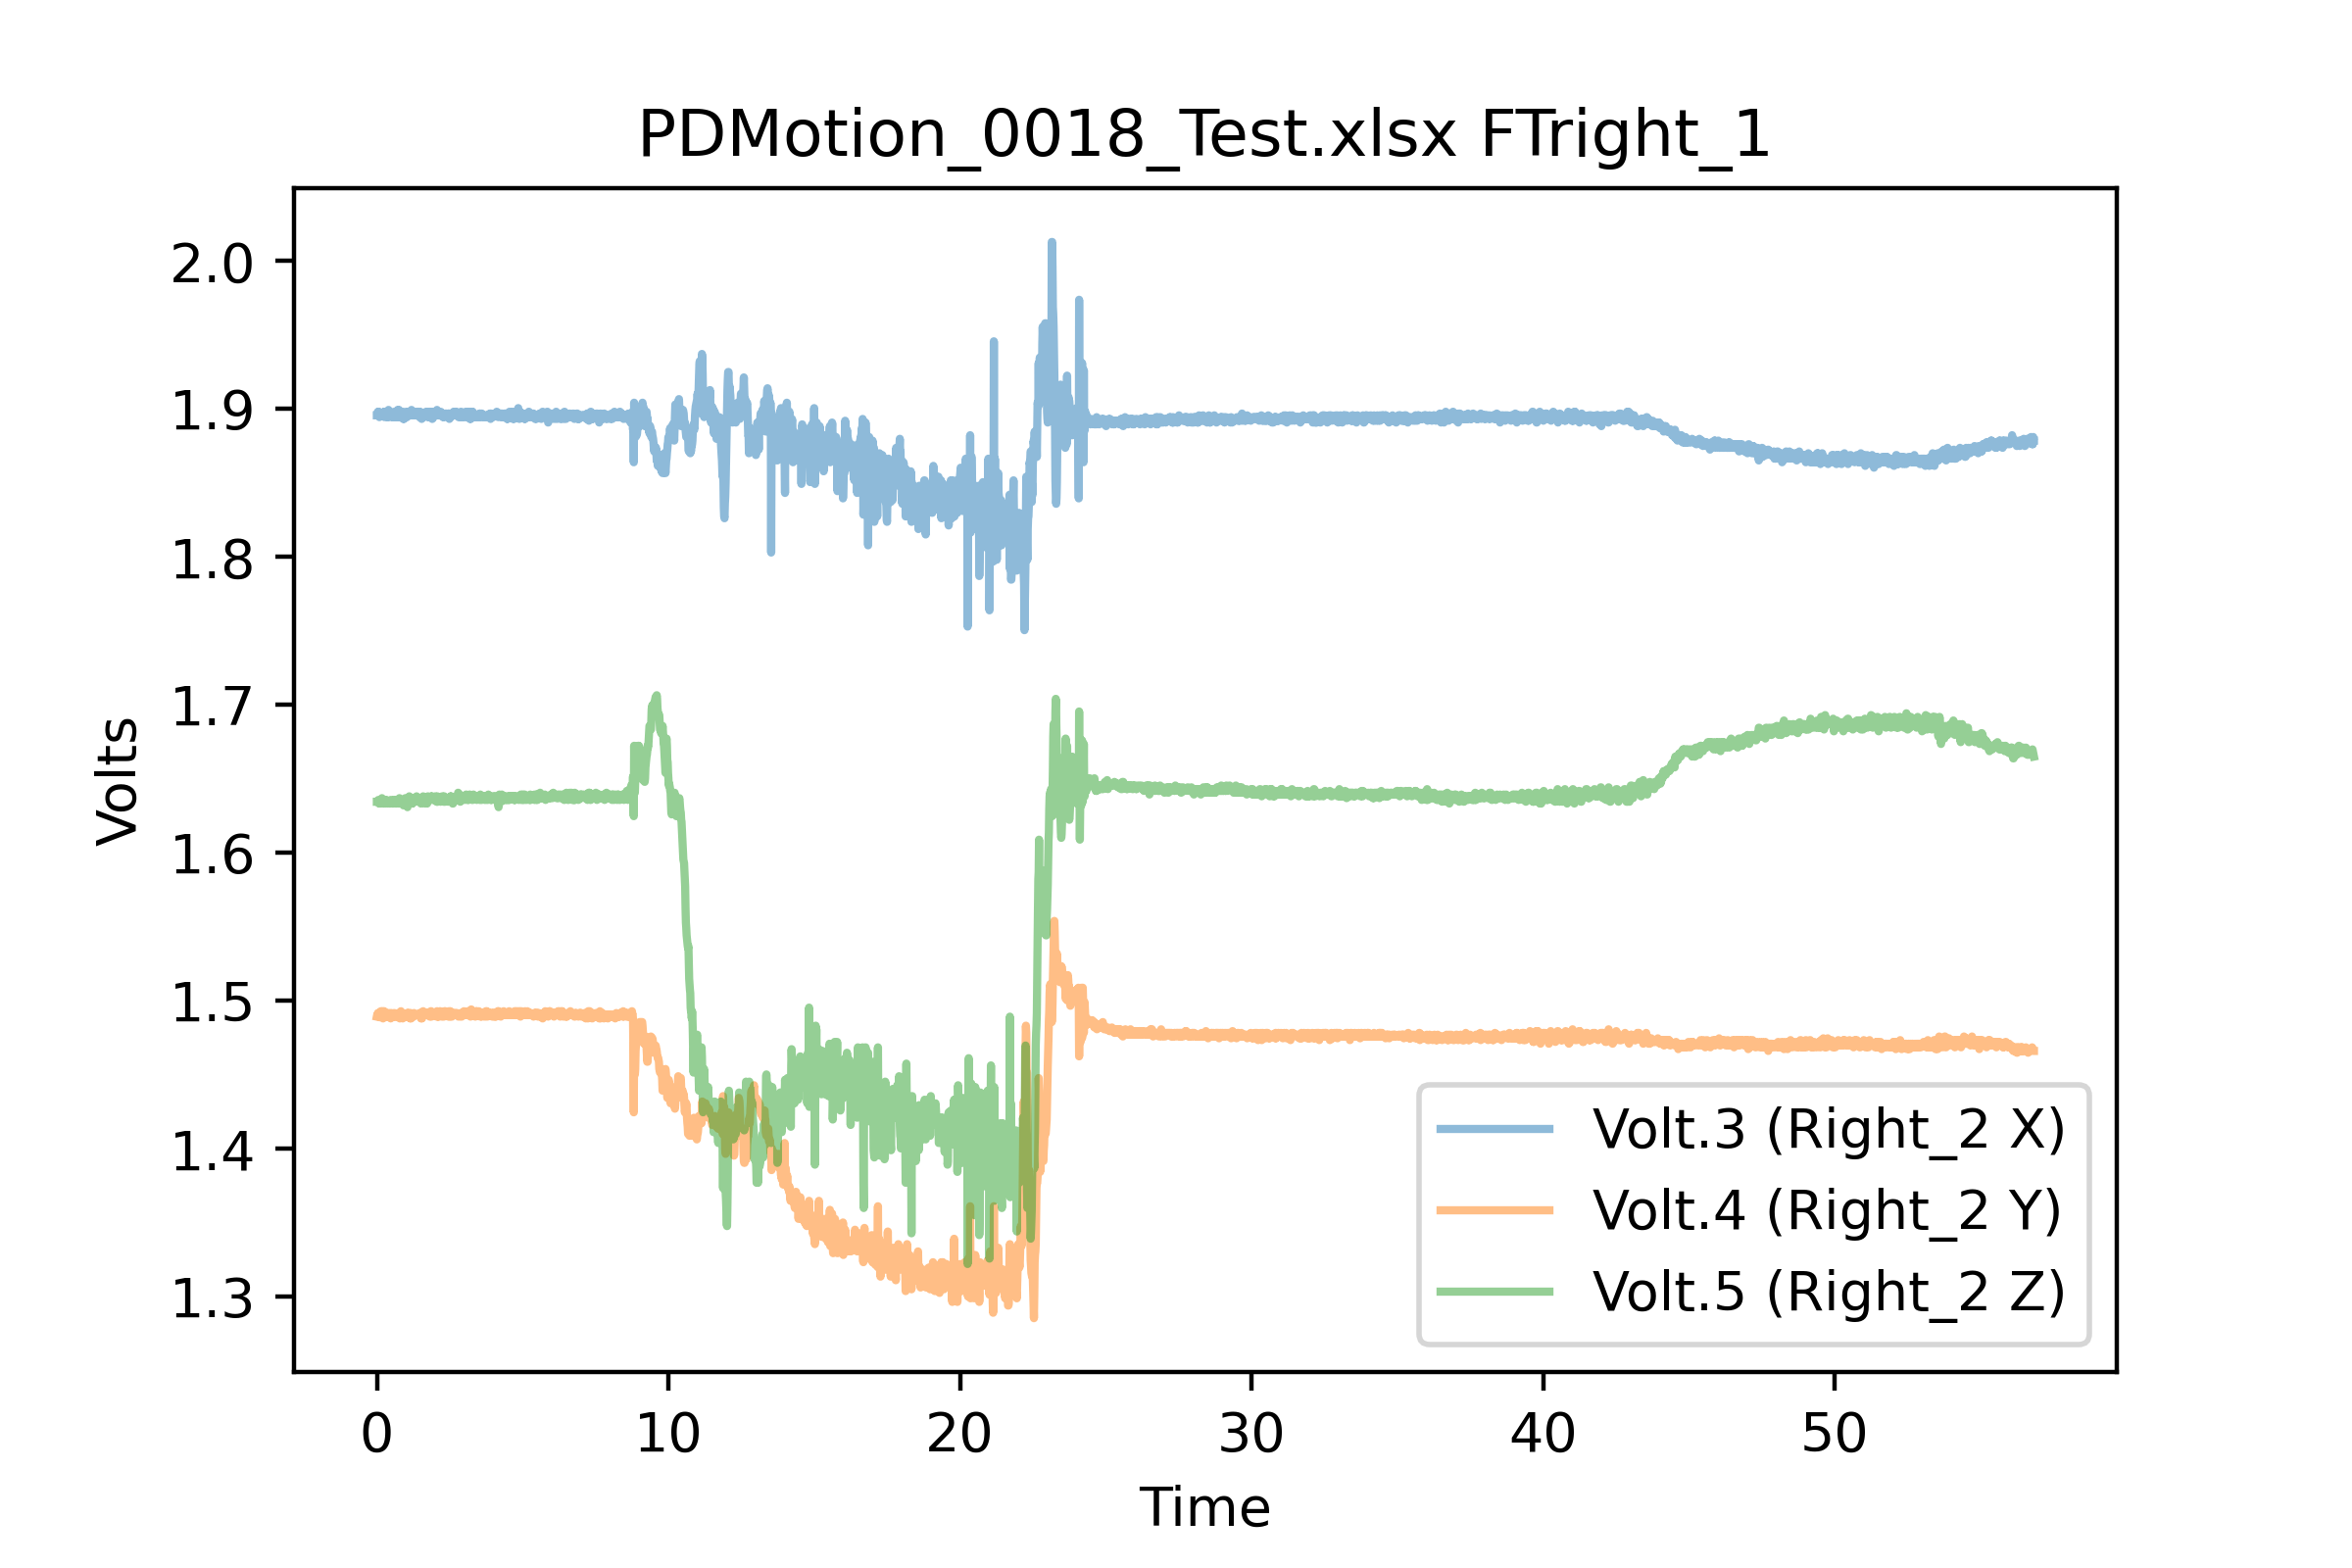 PDMotion_0018_Test.xlsx FTright_1
2.0
1.9
1.8
1.7
1.6
1.5
1.4
1.3
Volts
Volt.3 (Right_2 X)
Volt.4 (Right_2 Y)
Volt.5 (Right_2 Z)
0 10 20 30 40 50
Time